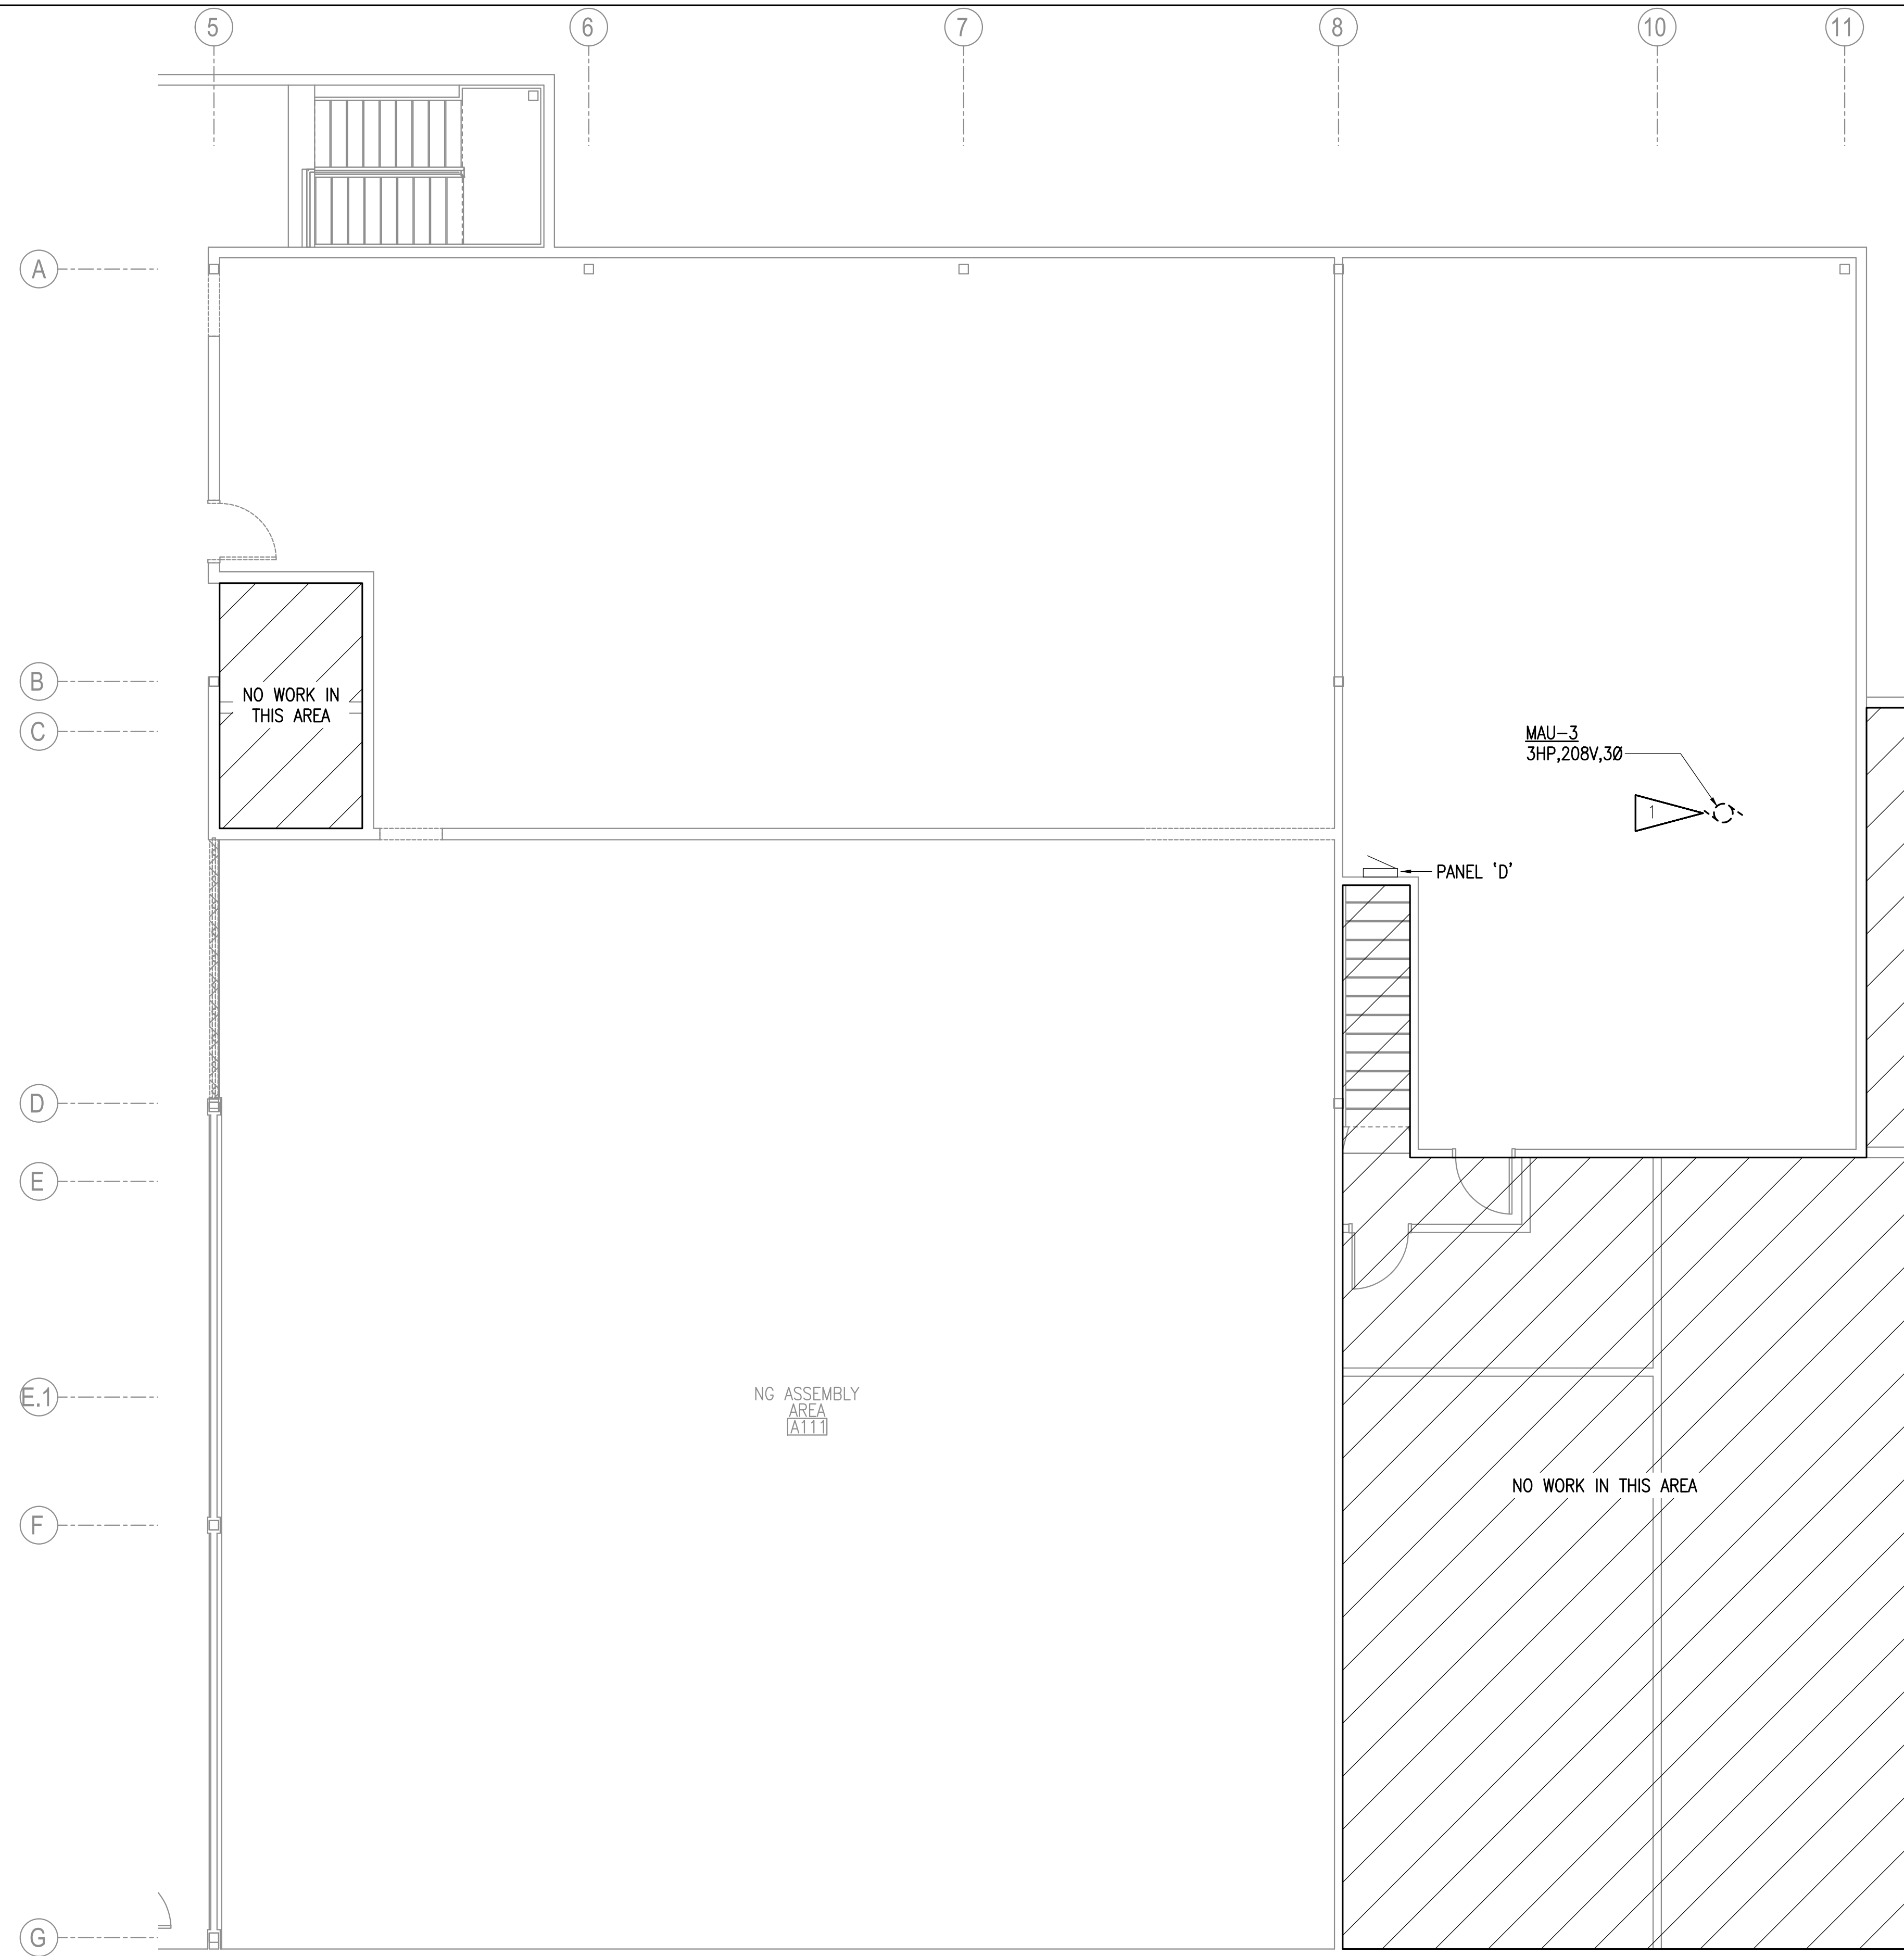 5
6
7
8
10
11
A
B
C
NO WORK IN
THIS AREA
MAU-3
3HP,208V,3Ø
1
PANEL 'D'
D
E
E.1
NG ASSEMBLY
AREA
A111
NO WORK IN THIS AREA
F
G